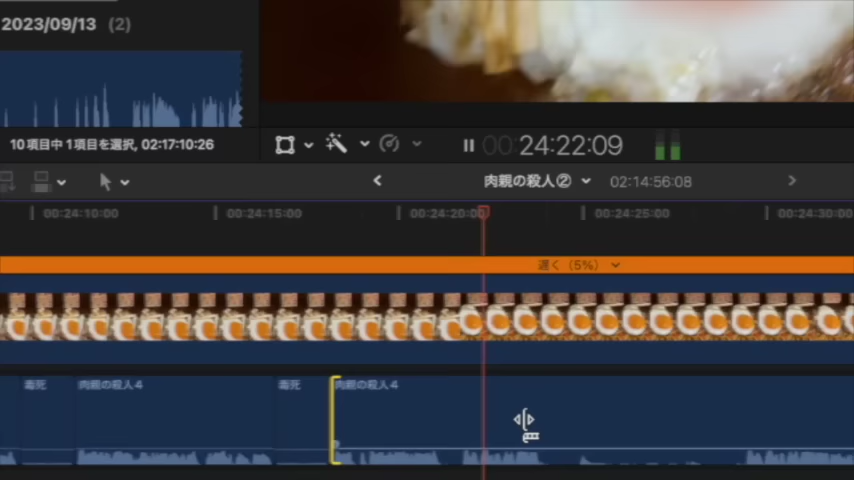 2023/09/13 (2)
10項目中1項目を選択, 02:17:10:26
00:24:22:09
肉親の殺人② 02:14:56:08
00:24:10:00 00:24:15:00 00:24:20:00 00:24:25:00 00:24:30:00
遅く (5%)
毒死 肉親の殺人4 毒死 肉親の殺人4